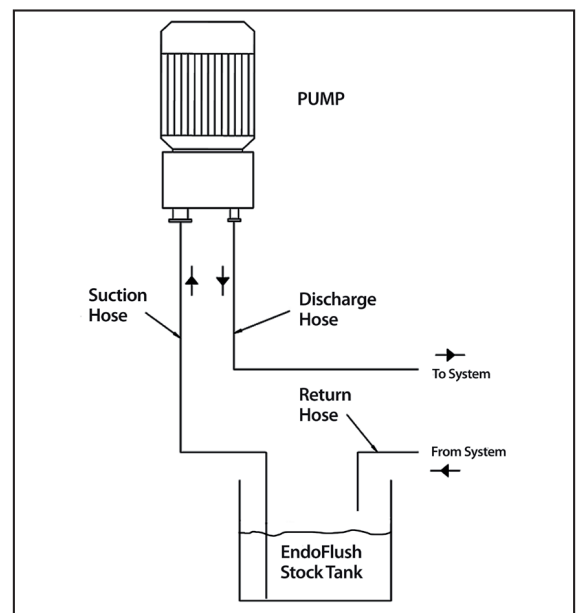 PUMP
Suction
Hose
Discharge
Hose
To System
Return
Hose
From System
EndoFlush
Stock Tank